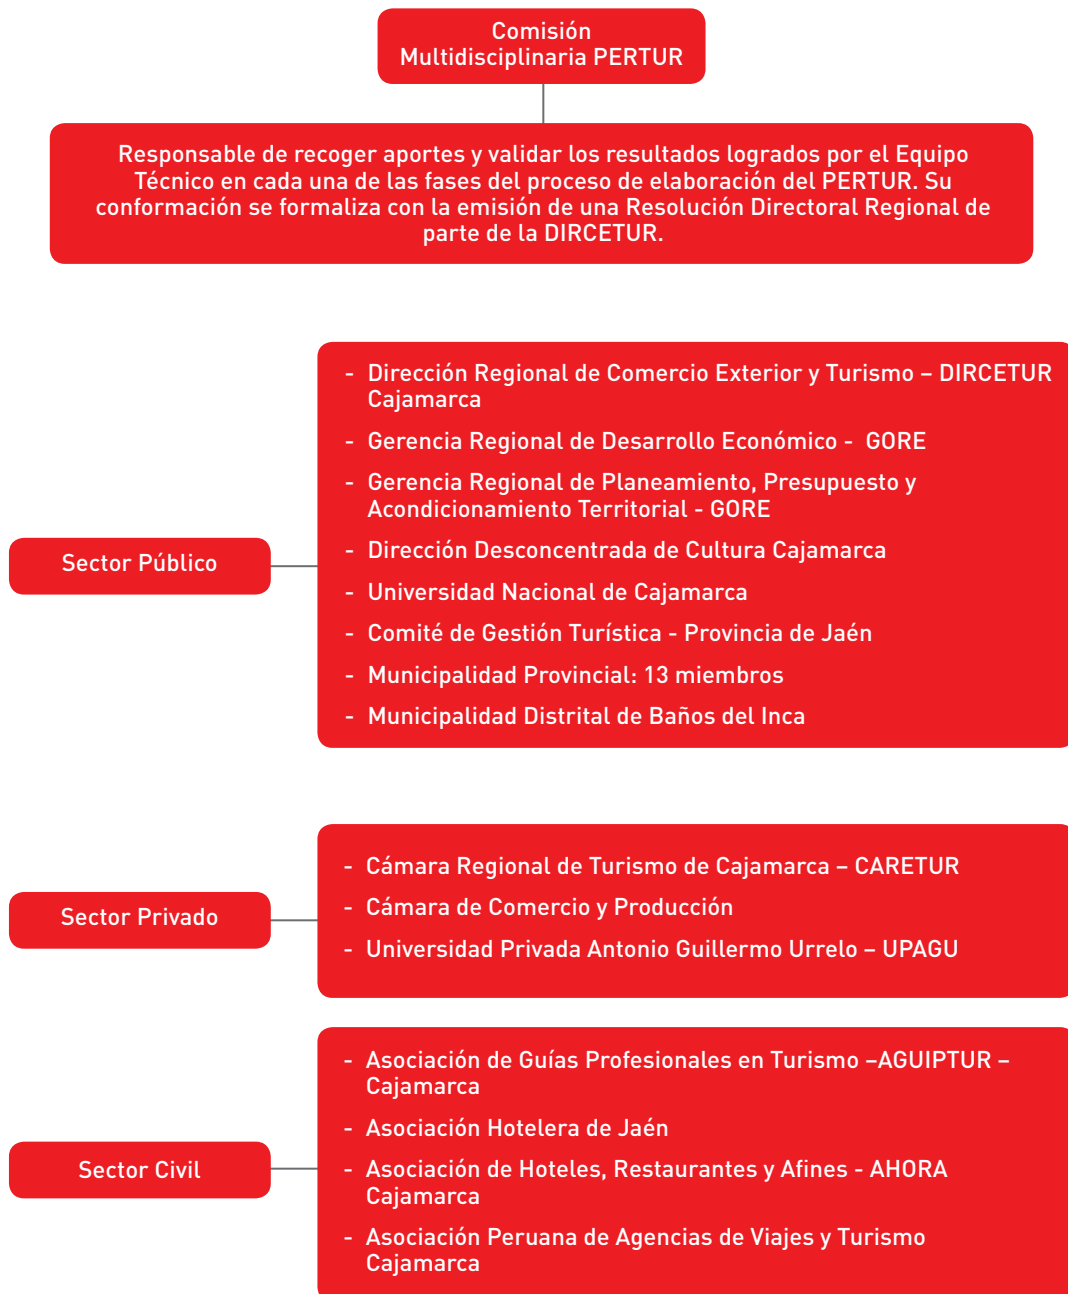 Comisión
Multidisciplinaria PERTUR
Responsable de recoger aportes y validar los resultados logrados por el Equipo
Técnico en cada una de las fases del proceso de elaboración del PERTUR. Su
conformación se formaliza con la emisión de una Resolución Directoral Regional de
parte de la DIRCETUR.
Sector Público
- Dirección Regional de Comercio Exterior y Turismo – DIRCETUR
Cajamarca
- Gerencia Regional de Desarrollo Económico - GORE
- Gerencia Regional de Planeamiento, Presupuesto y
Acondicionamiento Territorial - GORE
- Dirección Desconcentrada de Cultura Cajamarca
- Universidad Nacional de Cajamarca
- Comité de Gestión Turística - Provincia de Jaén
- Municipalidad Provincial: 13 miembros
- Municipalidad Distrital de Baños del Inca
Sector Privado
- Cámara Regional de Turismo de Cajamarca – CARETUR
- Cámara de Comercio y Producción
- Universidad Privada Antonio Guillermo Urrelo – UPAGU
Sector Civil
- Asociación de Guías Profesionales en Turismo –AGUIPTUR –
Cajamarca
- Asociación Hotelera de Jaén
- Asociación de Hoteles, Restaurantes y Afines - AHORA
Cajamarca
- Asociación Peruana de Agencias de Viajes y Turismo
Cajamarca